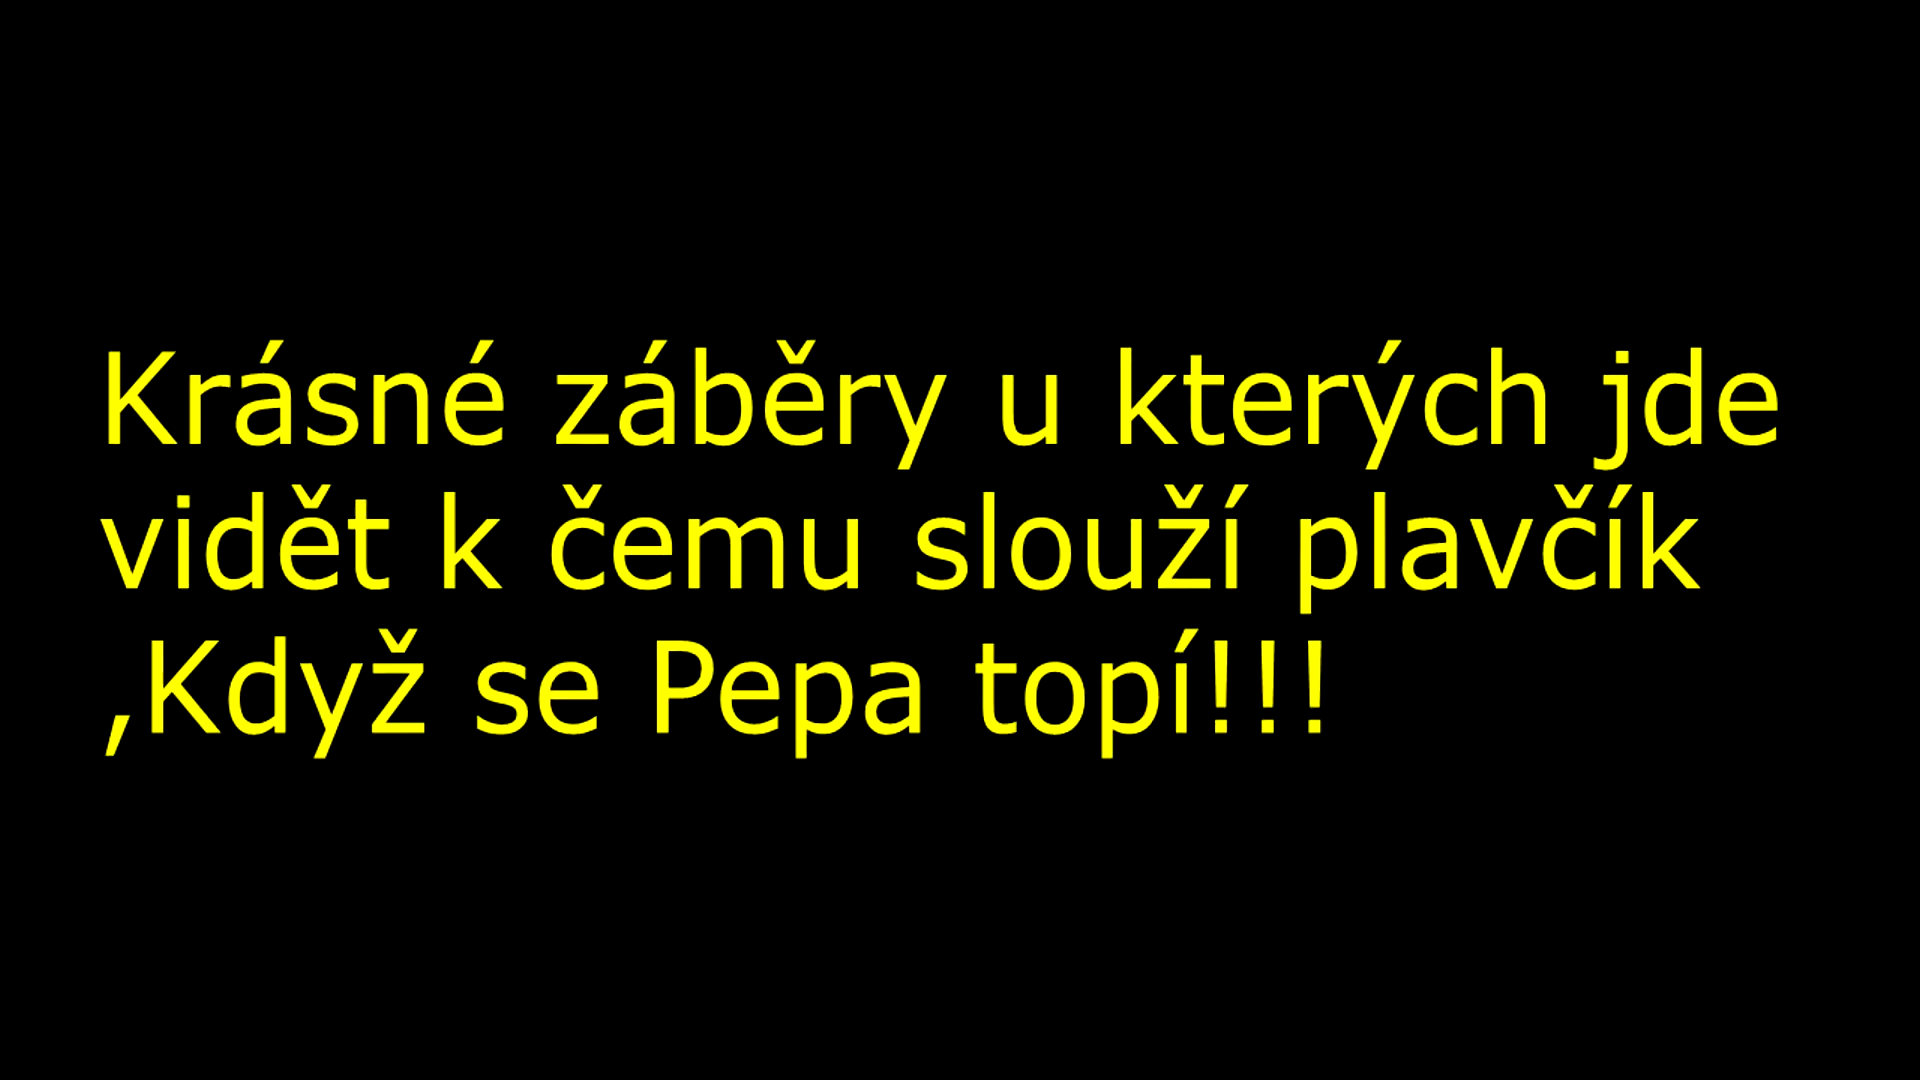 Krásné záběry u kterých jde
vidět k čemu slouží plavčík
,Když se Pepa topí!!!